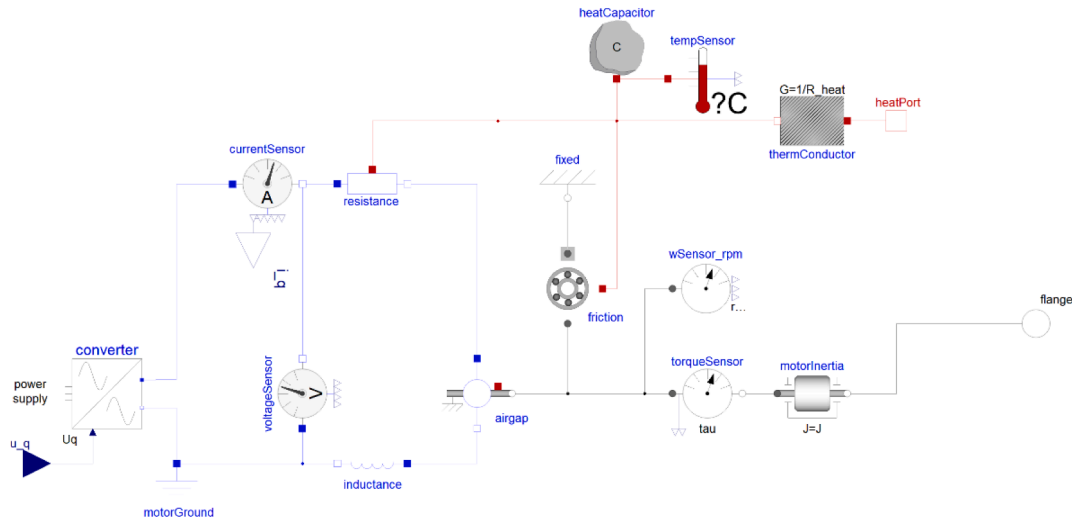 heatCapacitor
C
tempSensor
?C
G=1/R_heat
heatPort
thermConductor
currentSensor
A
resistance
fixed
i_q
wSensor_rpm
r...
friction
flange
converter
power
supply
Uq
u_q
voltageSensor
V
airgap
torqueSensor
tau
motorInertia
J=J
inductance
motorGround